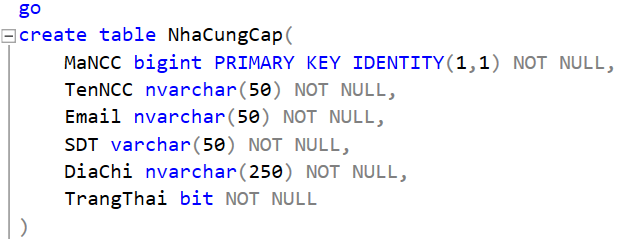 go
create table NhaCungCap(
MaNCC bigint PRIMARY KEY IDENTITY(1,1) NOT NULL,
TenNCC nvarchar(50) NOT NULL,
Email nvarchar(50) NOT NULL,
SDT varchar(50) NOT NULL,
DiaChi nvarchar(250) NOT NULL,
TrangThai bit NOT NULL
)